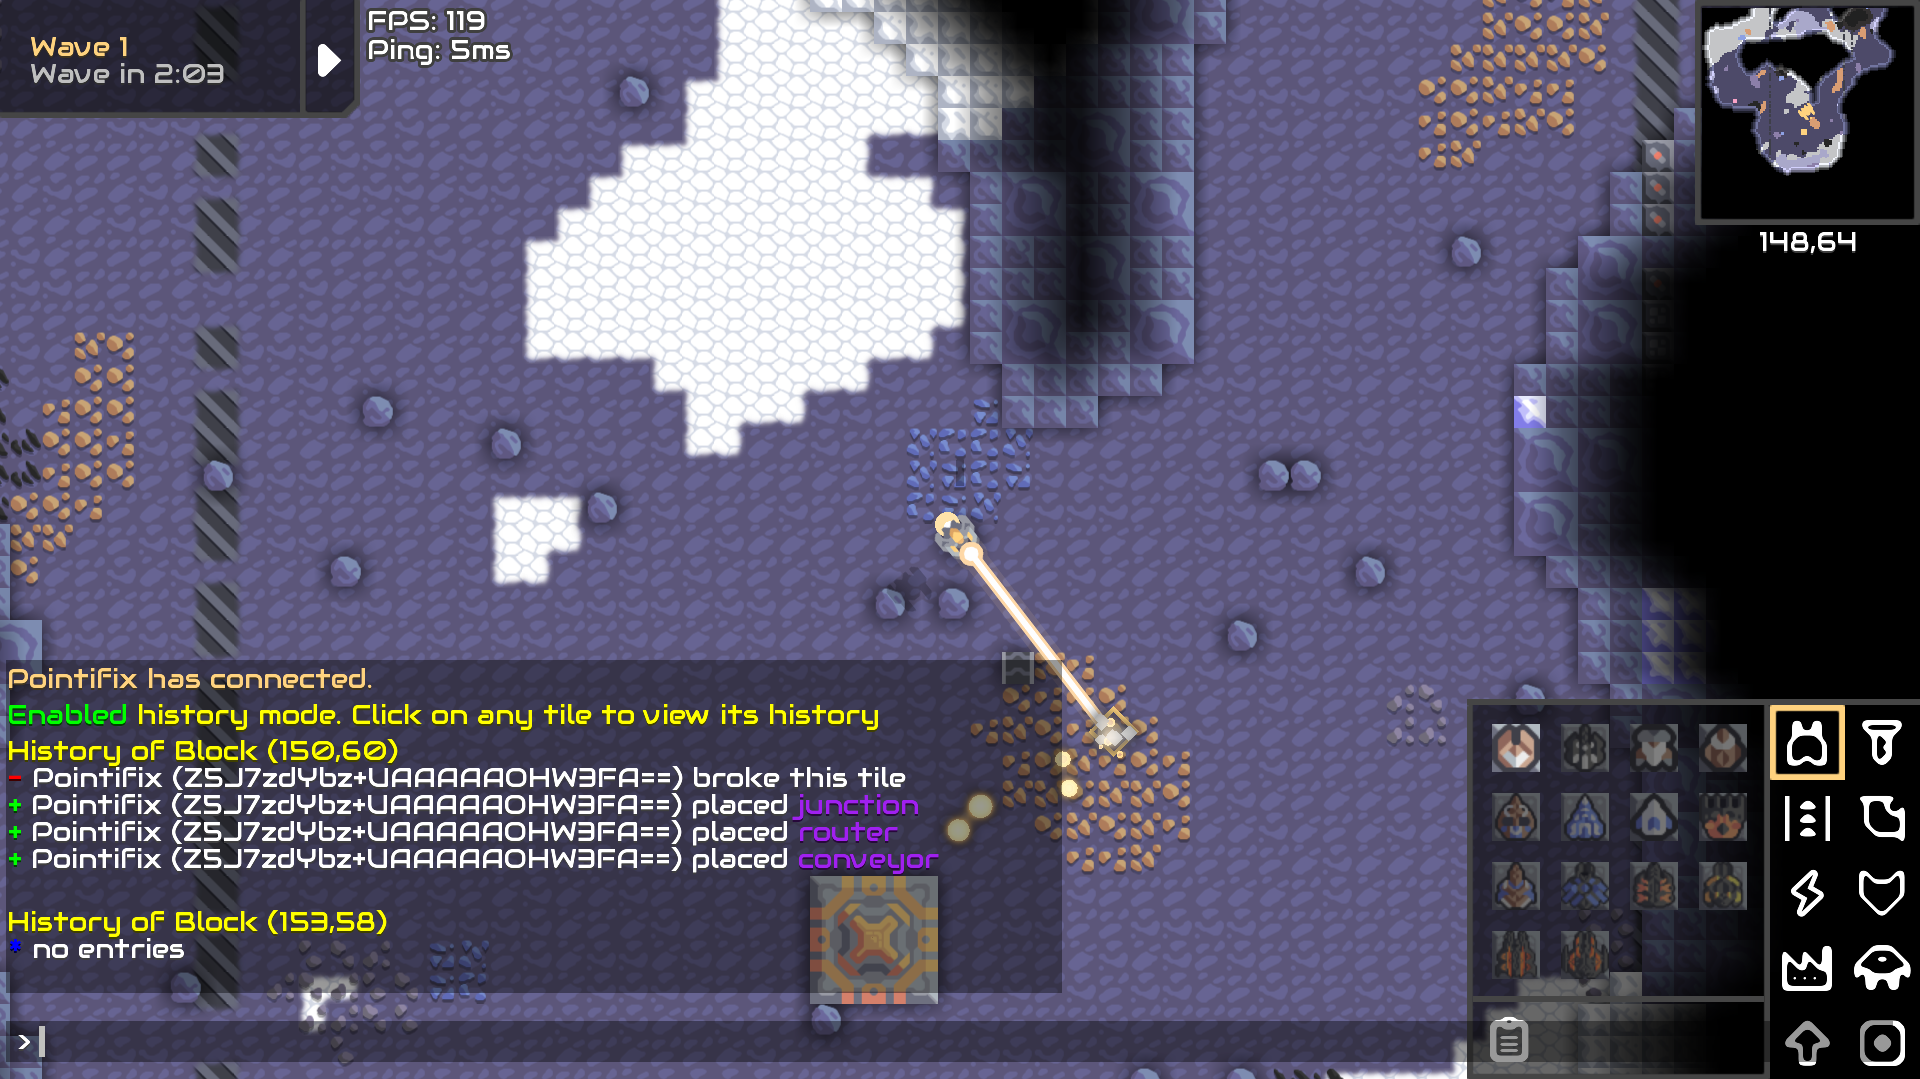 Wave 1
Wave in 2:03
FPS: 119
Ping: 5ms
148,64
Pointifix has connected.
Enabled history mode. Click on any tile to view its history
History of Block (150,60)
- Pointifix (Z5J7zdYbz+UAAAAAOHW3FA==) broke this tile
+ Pointifix (Z5J7zdYbz+UAAAAAOHW3FA==) placed junction
+ Pointifix (Z5J7zdYbz+UAAAAAOHW3FA==) placed router
+ Pointifix (Z5J7zdYbz+UAAAAAOHW3FA==) placed conveyor
History of Block (153,58)
* no entries
>